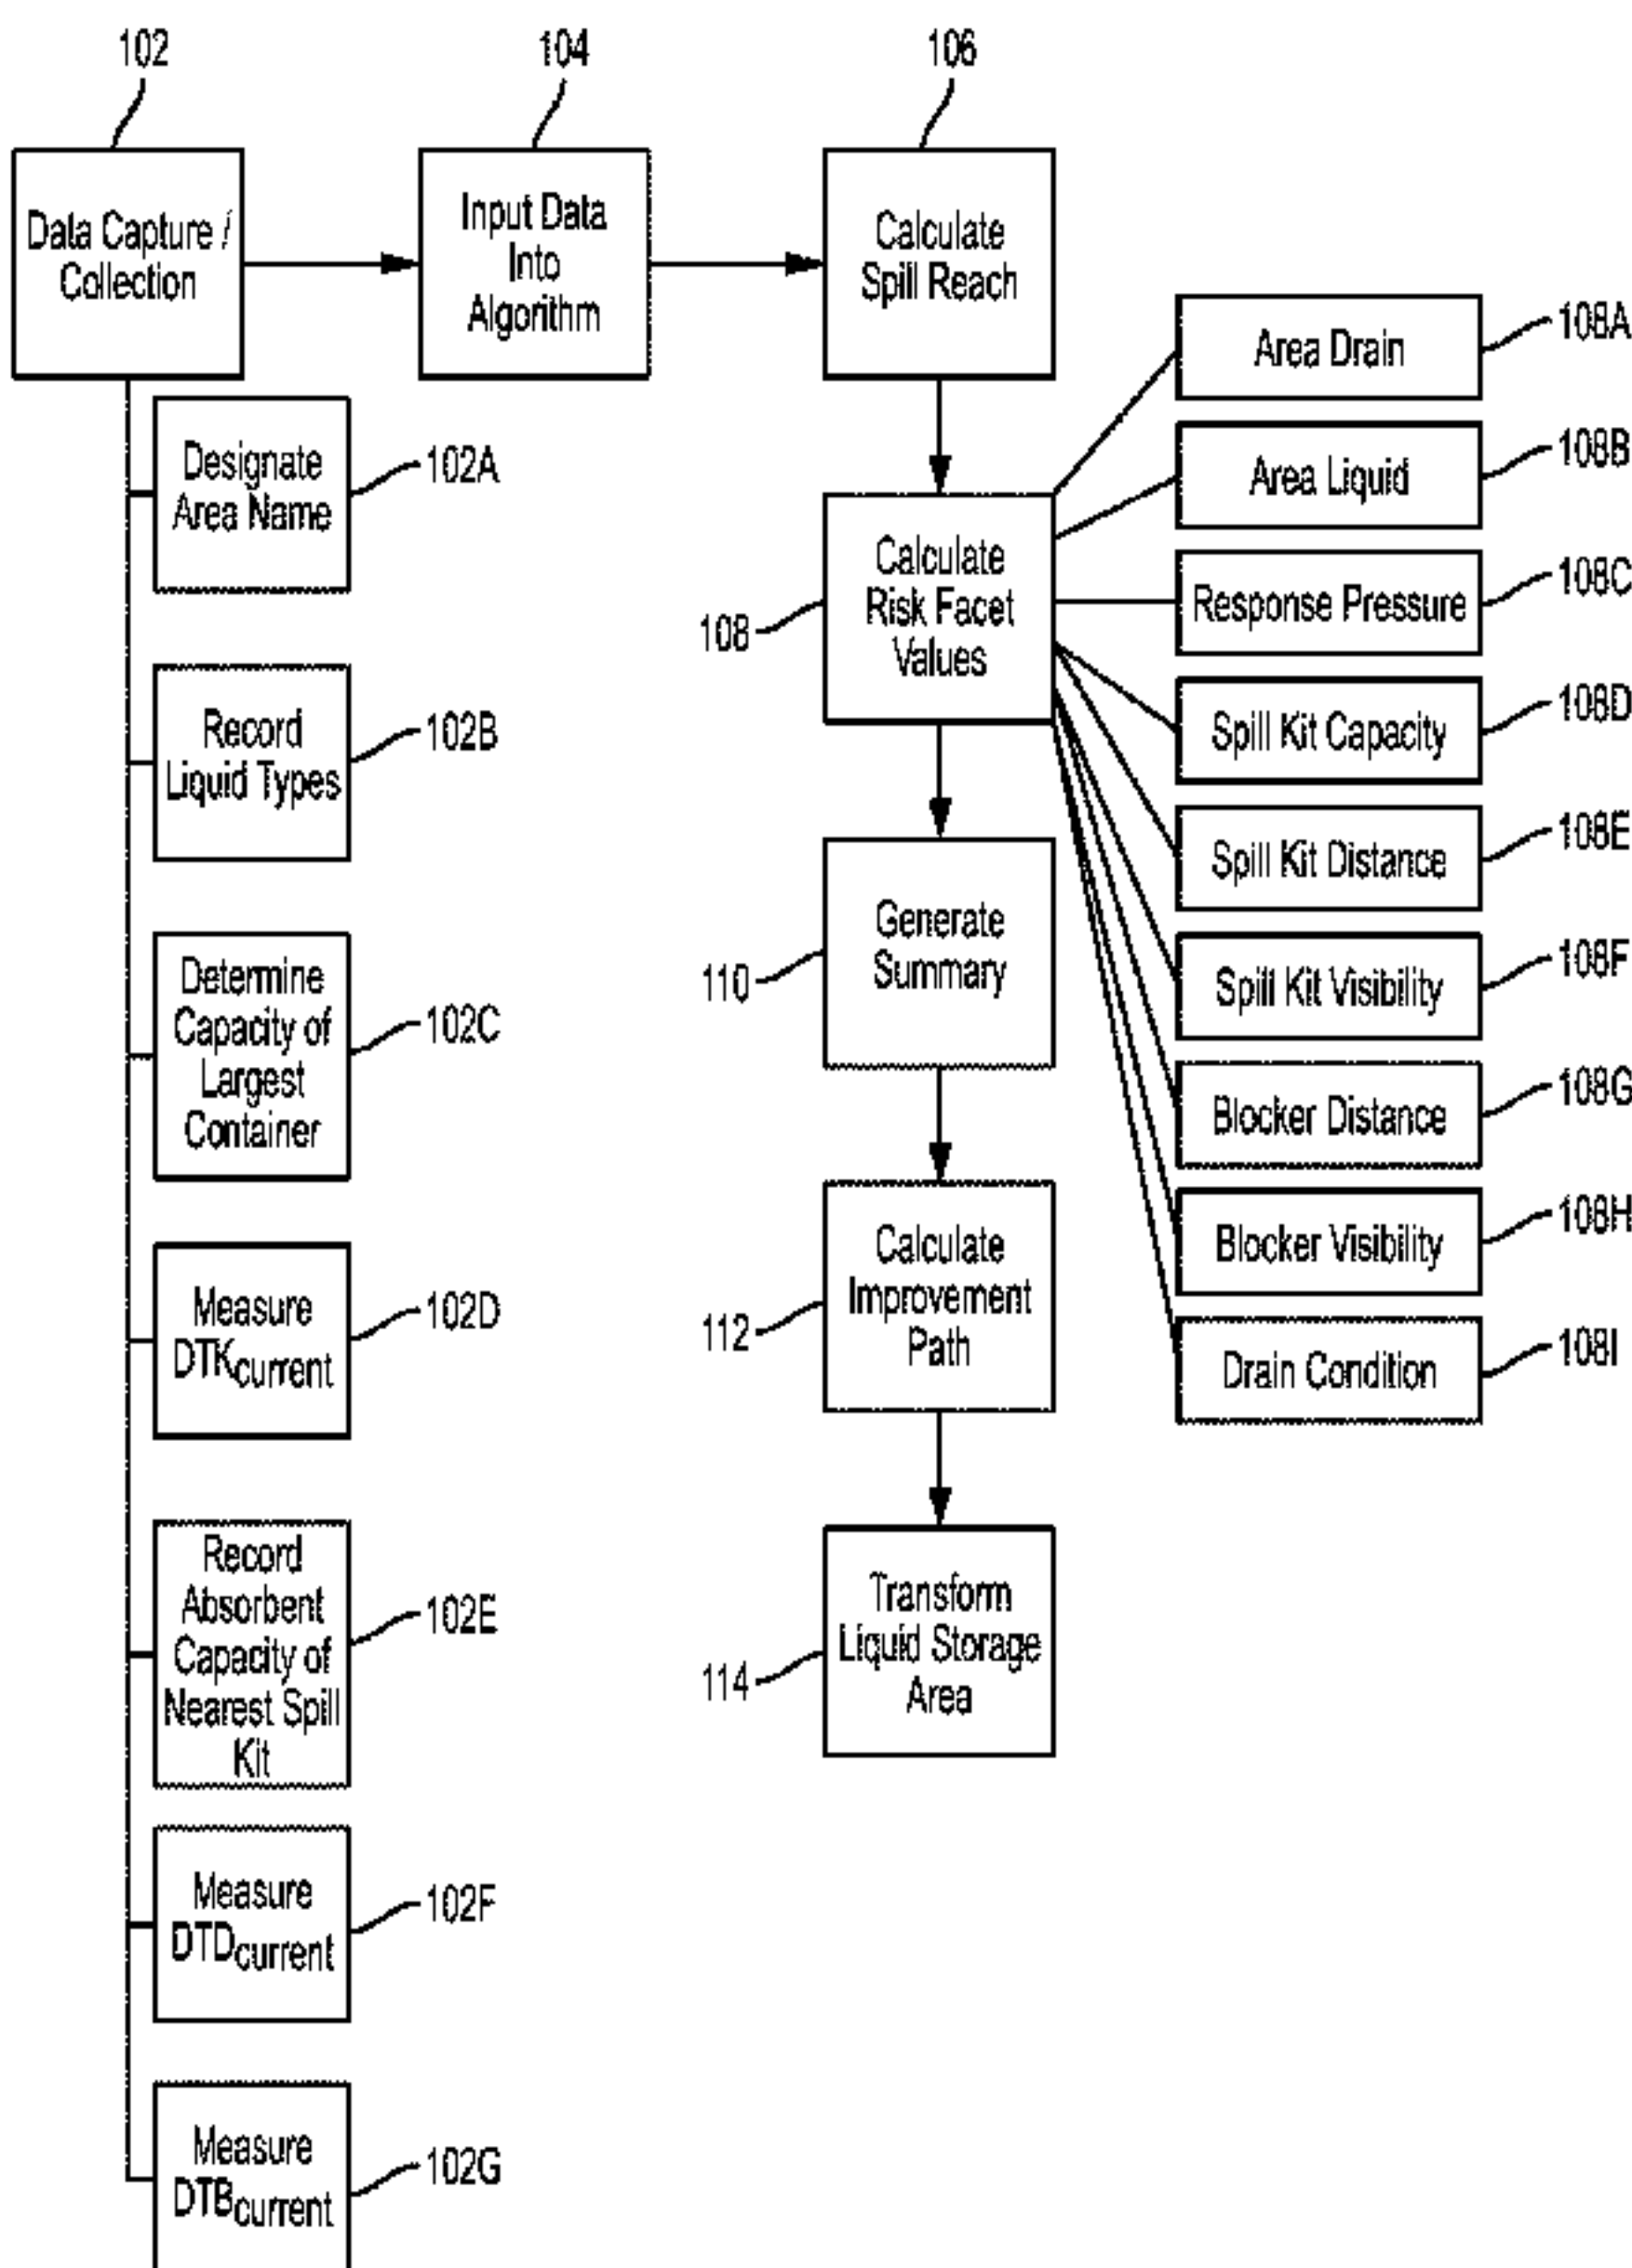 102
104
106
Data Capture /
Collection
Input Data
Into
Algorithm
Calculate
Spill Reach
Designate
Area Name
102A
Record
Liquid Types
102B
Determine
Capacity of
Largest
Container
102C
Measure
DTKcurrent
102D
Record
Absorbent
Capacity of
Nearest Spill
Kit
102E
Measure
DTDcurrent
102F
Measure
DTBcurrent
102G
108
Calculate
Risk Facet
Values
Area Drain
108A
Area Liquid
108B
Response Pressure
108C
Spill Kit Capacity
108D
Spill Kit Distance
108E
Spill Kit Visibility
108F
Blocker Distance
108G
Blocker Visibility
108H
Drain Condition
108I
110
Generate
Summary
112
Calculate
Improvement
Path
114
Transform
Liquid Storage
Area